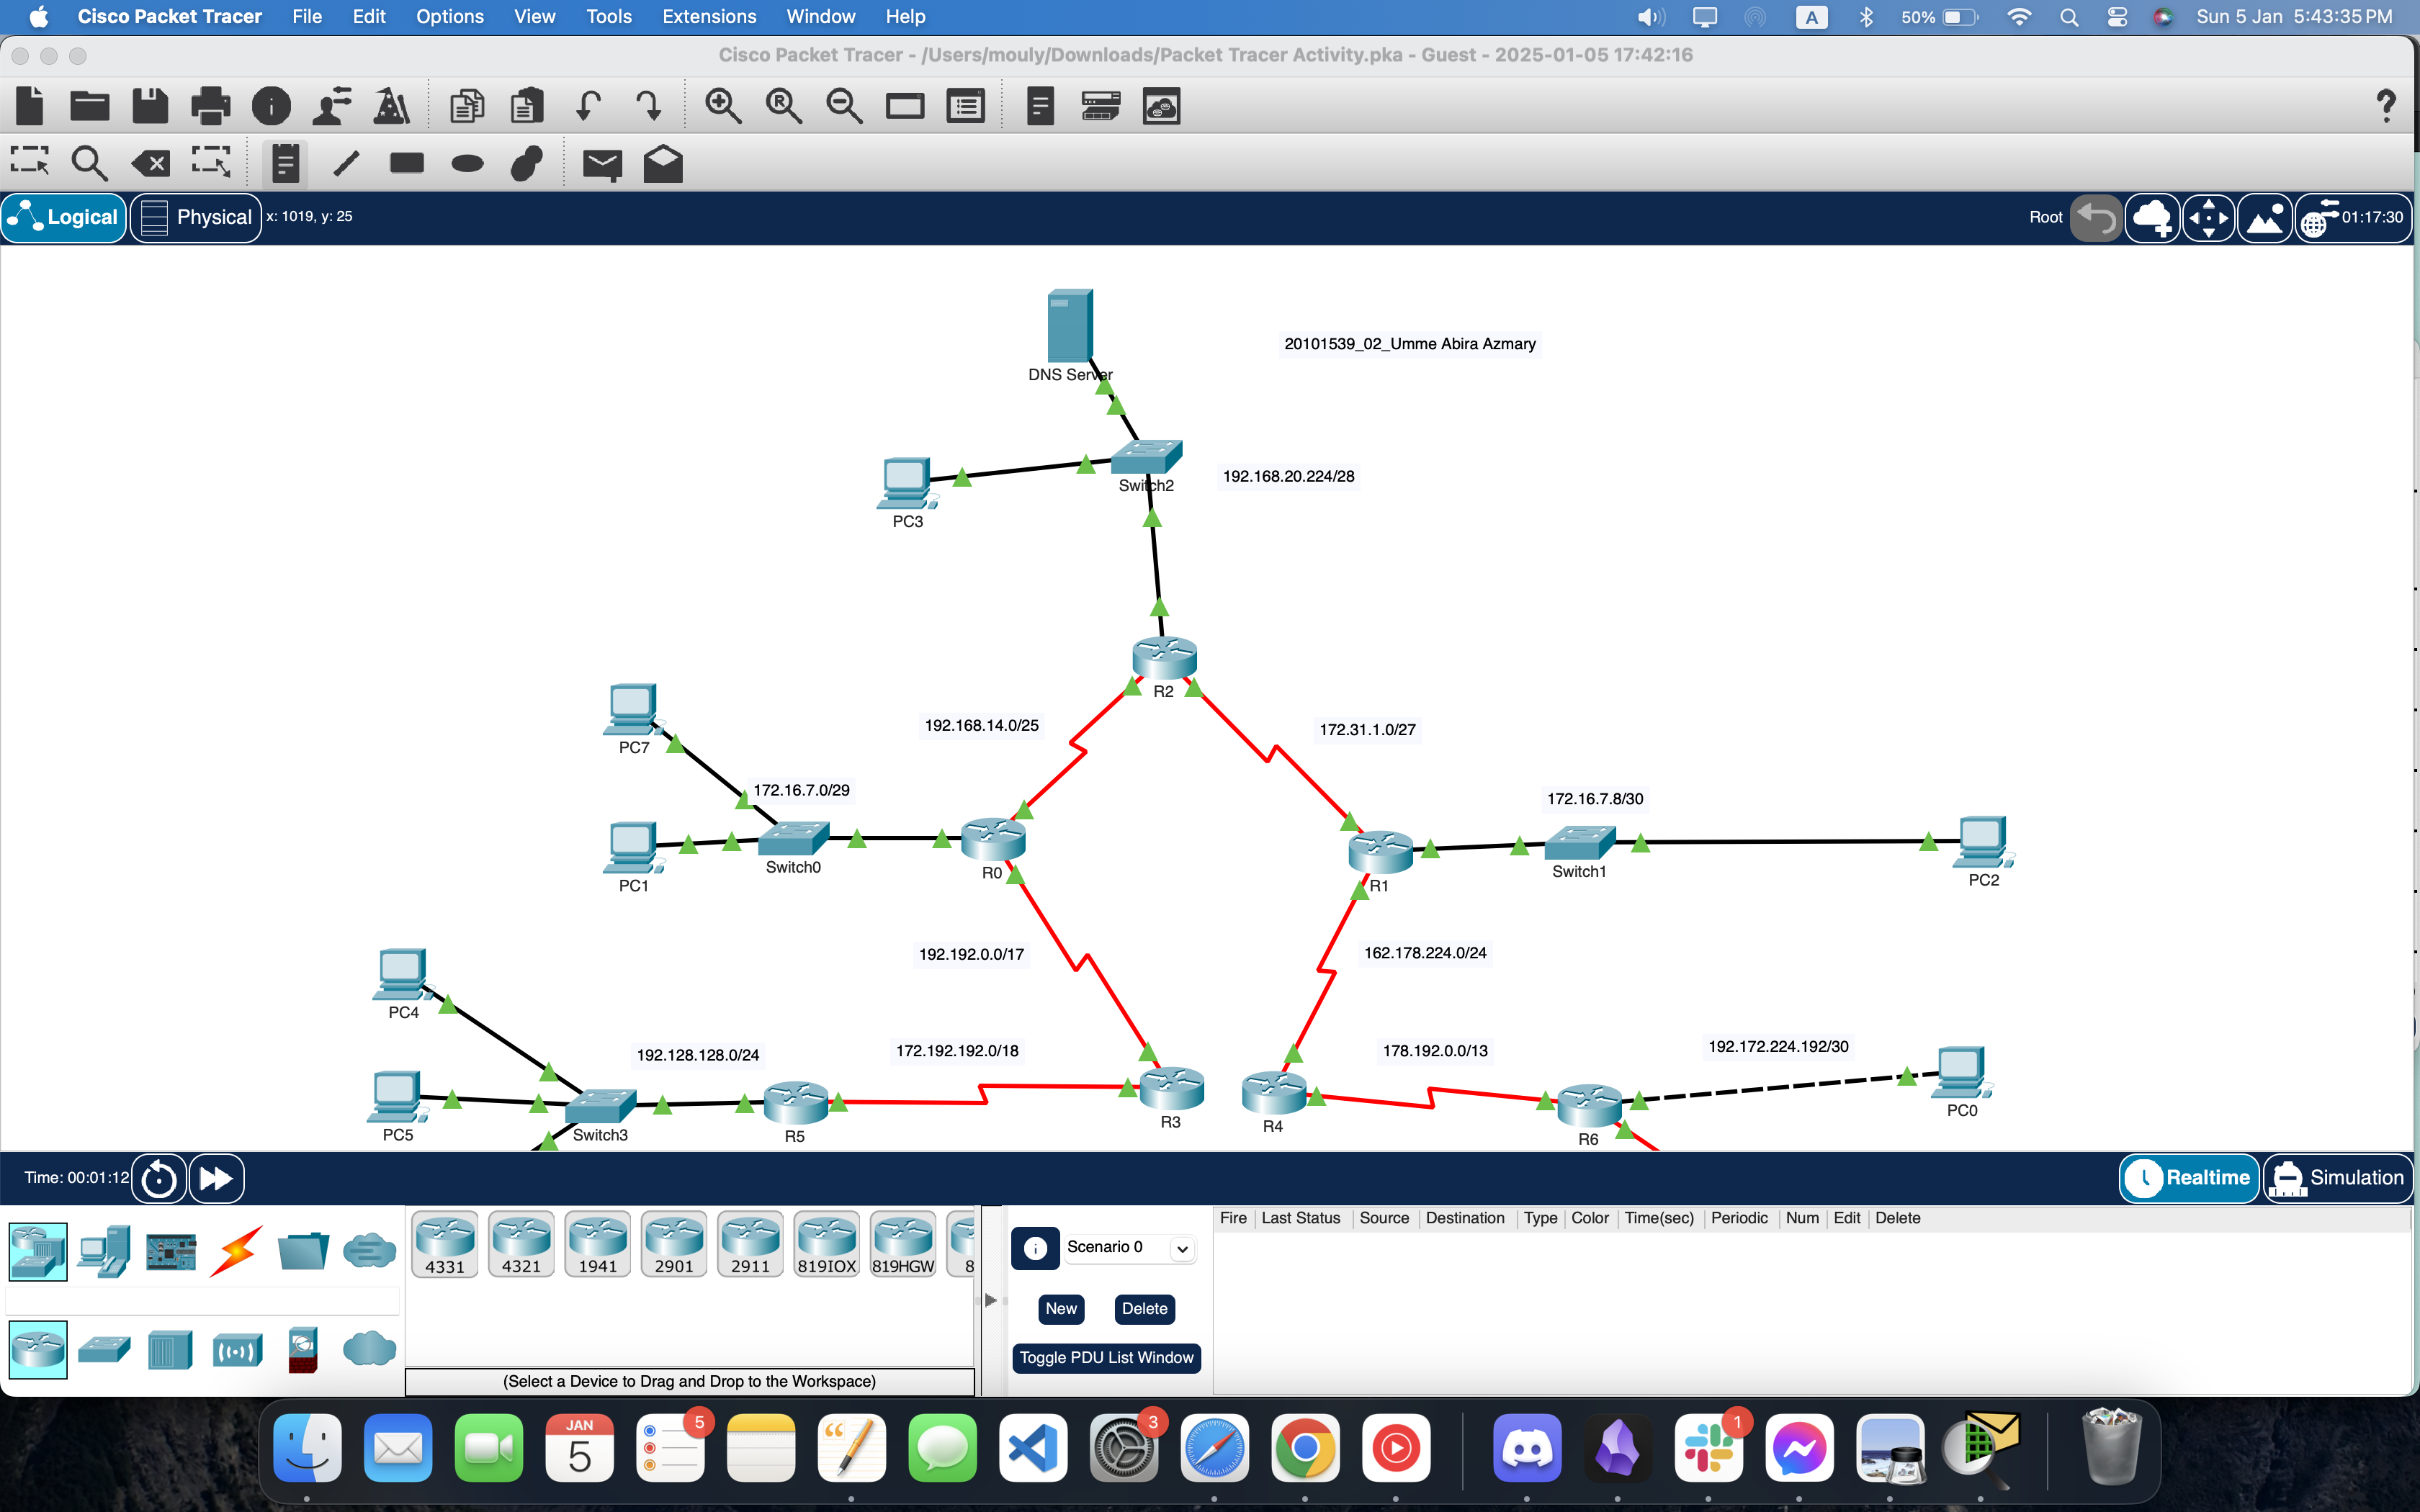 Cisco Packet Tracer File Edit Options View Tools Extensions Window Help A 50% Sun 5 Jan 5:43:35 PM
Cisco Packet Tracer - /Users/mouly/Downloads/Packet Tracer Activity.pka - Guest - 2025-01-05 17:42:16
R
?
Logical Physical x: 1019, y: 25 Root 01:17:30
20101539_02_Umme Abira Azmary
DNS Server
192.168.20.224/28
Switch2
PC3
R2
192.168.14.0/25
172.31.1.0/27
PC7
172.16.7.0/29
172.16.7.8/30
Switch0
R0
Switch1
PC2
PC1
R1
192.192.0.0/17
162.178.224.0/24
PC4
192.128.128.0/24
172.192.192.0/18
178.192.0.0/13
192.172.224.192/30
PC0
R3
R4
PC5
Switch3
R5
R6
Time: 00:01:12 Realtime Simulation
Fire Last Status Source Destination Type Color Time(sec) Periodic Num Edit Delete
Scenario 0
4331 4321 1941 2901 2911 819IOX 819HGW 8
New Delete
Toggle PDU List Window
(Select a Device to Drag and Drop to the Workspace)
JAN
5
5
3
1